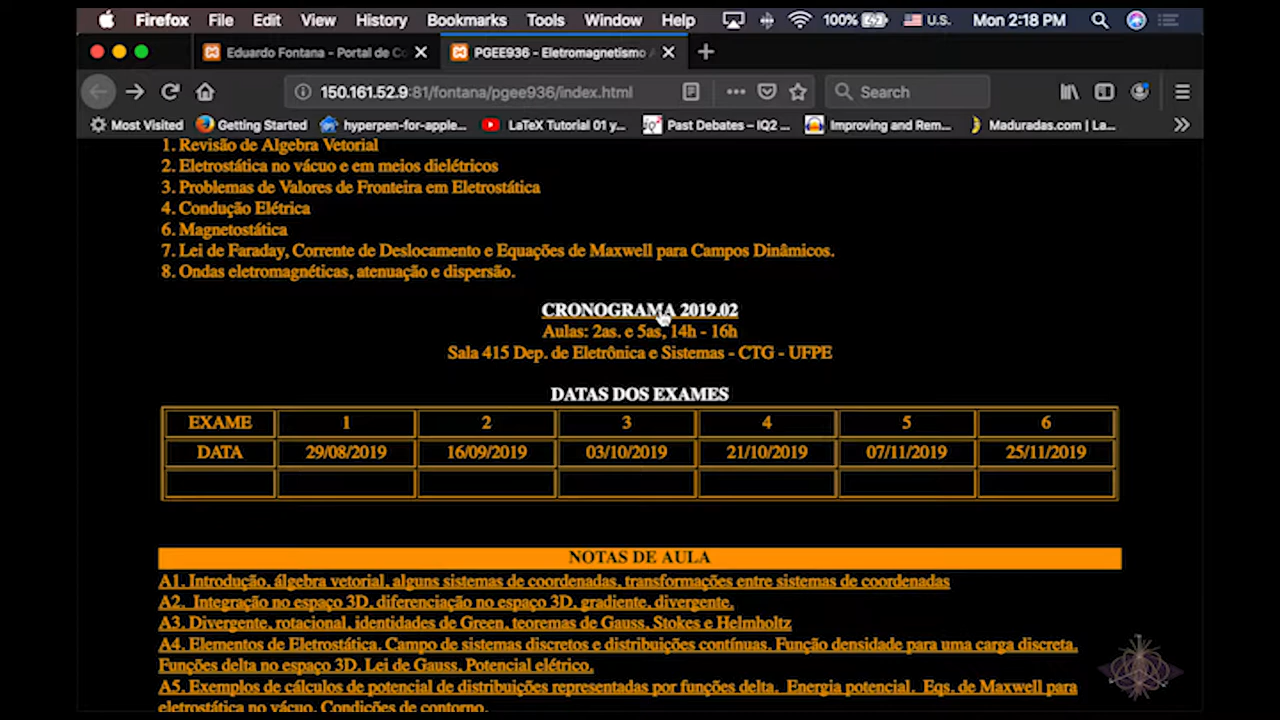 Firefox File Edit View History Bookmarks Tools Window Help 100% U.S. Mon 2:18 PM
Eduardo Fontana - Portal de Co PGEE936 - Eletromagnetismo A
150.161.52.9:81/fontana/pgee936/index.html Search
Most Visited Getting Started hyperpen-for-apple... LaTeX Tutorial 01 y... Past Debates – IQ2 ... Improving and Rem... Maduradas.com | La...
1. Revisão de Álgebra Vetorial
2. Eletrostática no vácuo e em meios dielétricos
3. Problemas de Valores de Fronteira em Eletrostática
4. Condução Elétrica
6. Magnetostática
7. Lei de Faraday, Corrente de Deslocamento e Equações de Maxwell para Campos Dinâmicos.
8. Ondas eletromagnéticas, atenuação e dispersão.
CRONOGRAMA 2019.02
Aulas: 2as. e 5as, 14h - 16h
Sala 415 Dep. de Eletrônica e Sistemas - CTG - UFPE
DATAS DOS EXAMES
EXAME 1 2 3 4 5 6
DATA 29/08/2019 16/09/2019 03/10/2019 21/10/2019 07/11/2019 25/11/2019
NOTAS DE AULA
A1. Introdução, álgebra vetorial, alguns sistemas de coordenadas, transformações entre sistemas de coordenadas
A2. Integração no espaço 3D, diferenciação no espaço 3D, gradiente, divergente.
A3. Divergente, rotacional, identidades de Green, teoremas de Gauss, Stokes e Helmholtz
A4. Elementos de Eletrostática. Campo de sistemas discretos e distribuições contínuas. Função densidade para uma carga discreta.
Funções delta no espaço 3D. Lei de Gauss. Potencial elétrico.
A5. Exemplos de cálculos de potencial de distribuições representadas por funções delta. Energia potencial. Eqs. de Maxwell para
eletrostática no vácuo. Condições de contorno.